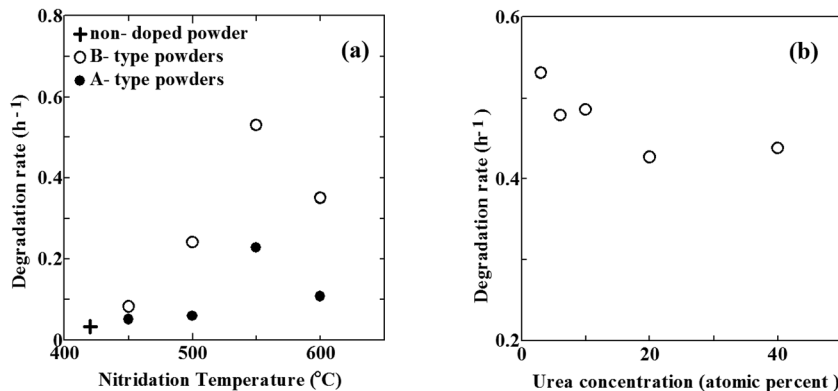 0.8
0.6
0.4
0.2
0
400
500
600
Degradation rate (h-1)
Nitridation Temperature (°C)
non- doped powder
B- type powders
A- type powders
(a)
0.6
0.4
0.2
0
20
40
Degradation rate (h-1 )
Urea concentration (atomic percent )
(b)